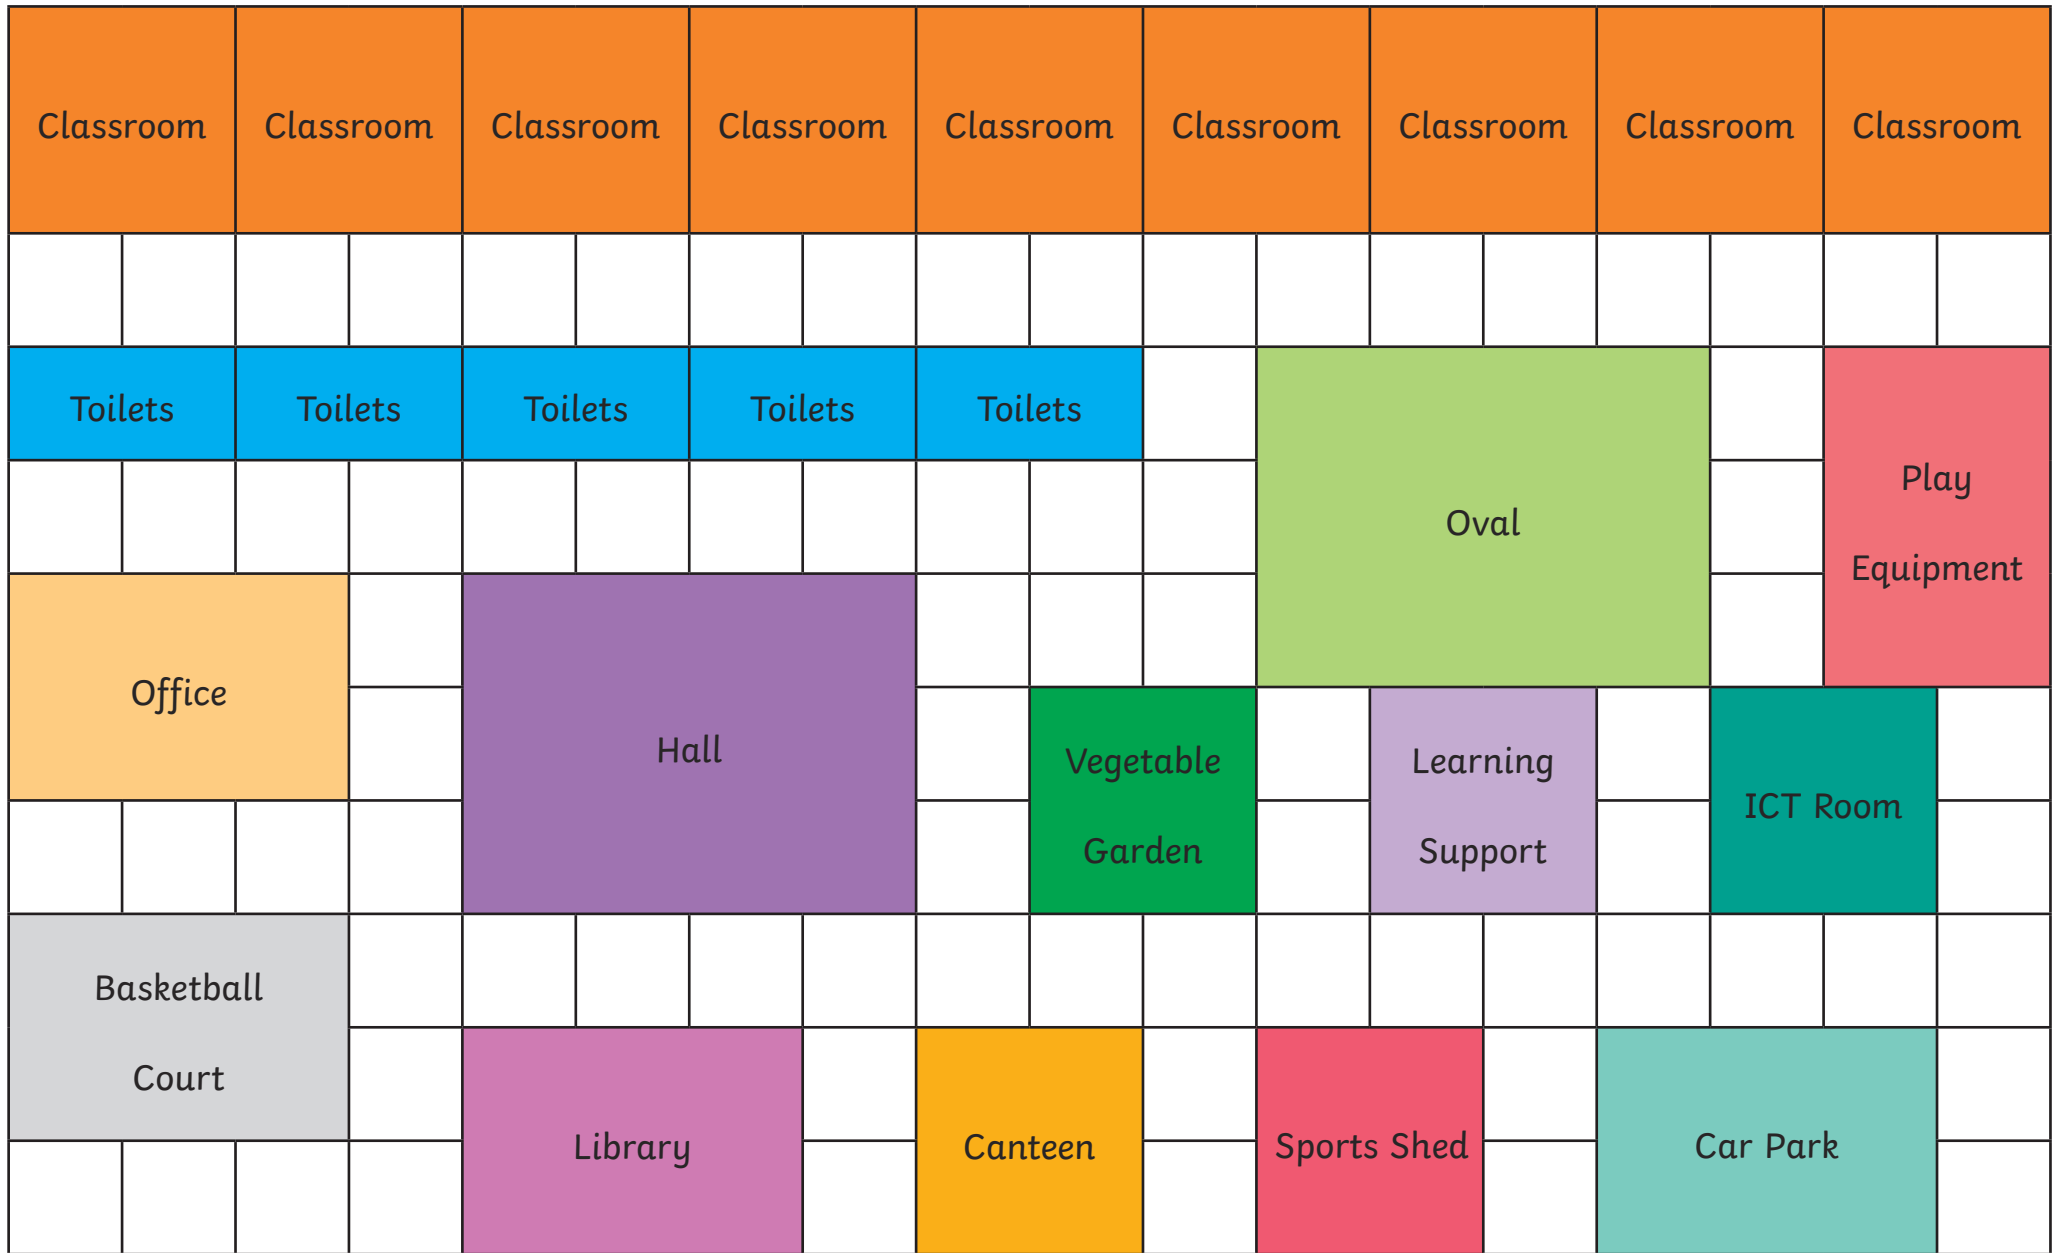 Classroom
Classroom
Classroom
Classroom
Classroom
Classroom
Classroom
Classroom
Classroom
Toilets
Toilets
Toilets
Toilets
Toilets
Oval
Play
Equipment
Office
Hall
Vegetable
Garden
Learning
Support
ICT Room
Basketball
Court
Library
Canteen
Sports Shed
Car Park